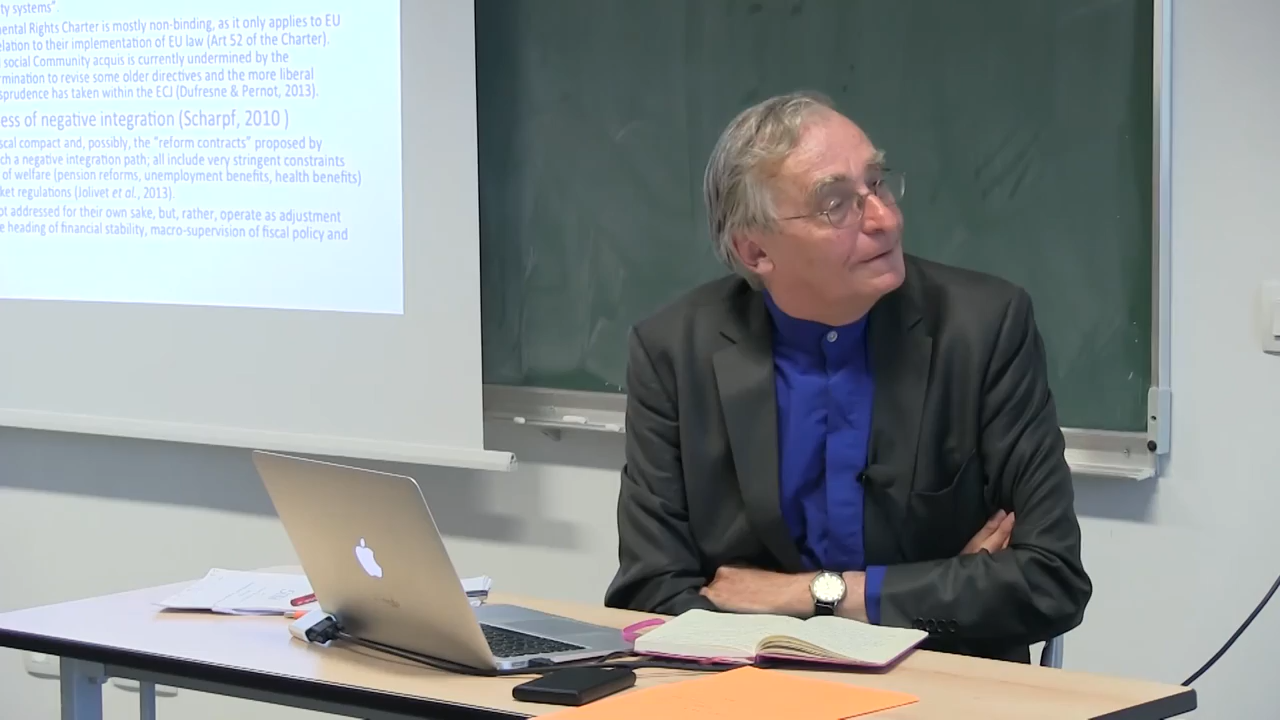 ty systems".
mental Rights Charter is mostly non-binding, as it only applies to EU
elation to their implementation of EU law (Art 52 of the Charter).
social Community acquis is currently undermined by the
rmination to revise some older directives and the more liberal
sprudence has taken within the ECJ (Dufresne & Pernot, 2013).
ess of negative integration (Scharpf, 2010 )
scal compact and, possibly, the "reform contracts" proposed by
ch a negative integration path; all include very stringent constraints
of welfare (pension reforms, unemployment benefits, health benefits)
ket regulations (Jolivet et al., 2013).
ot addressed for their own sake, but, rather, operate as adjustment
e heading of financial stability, macro-supervision of fiscal policy and